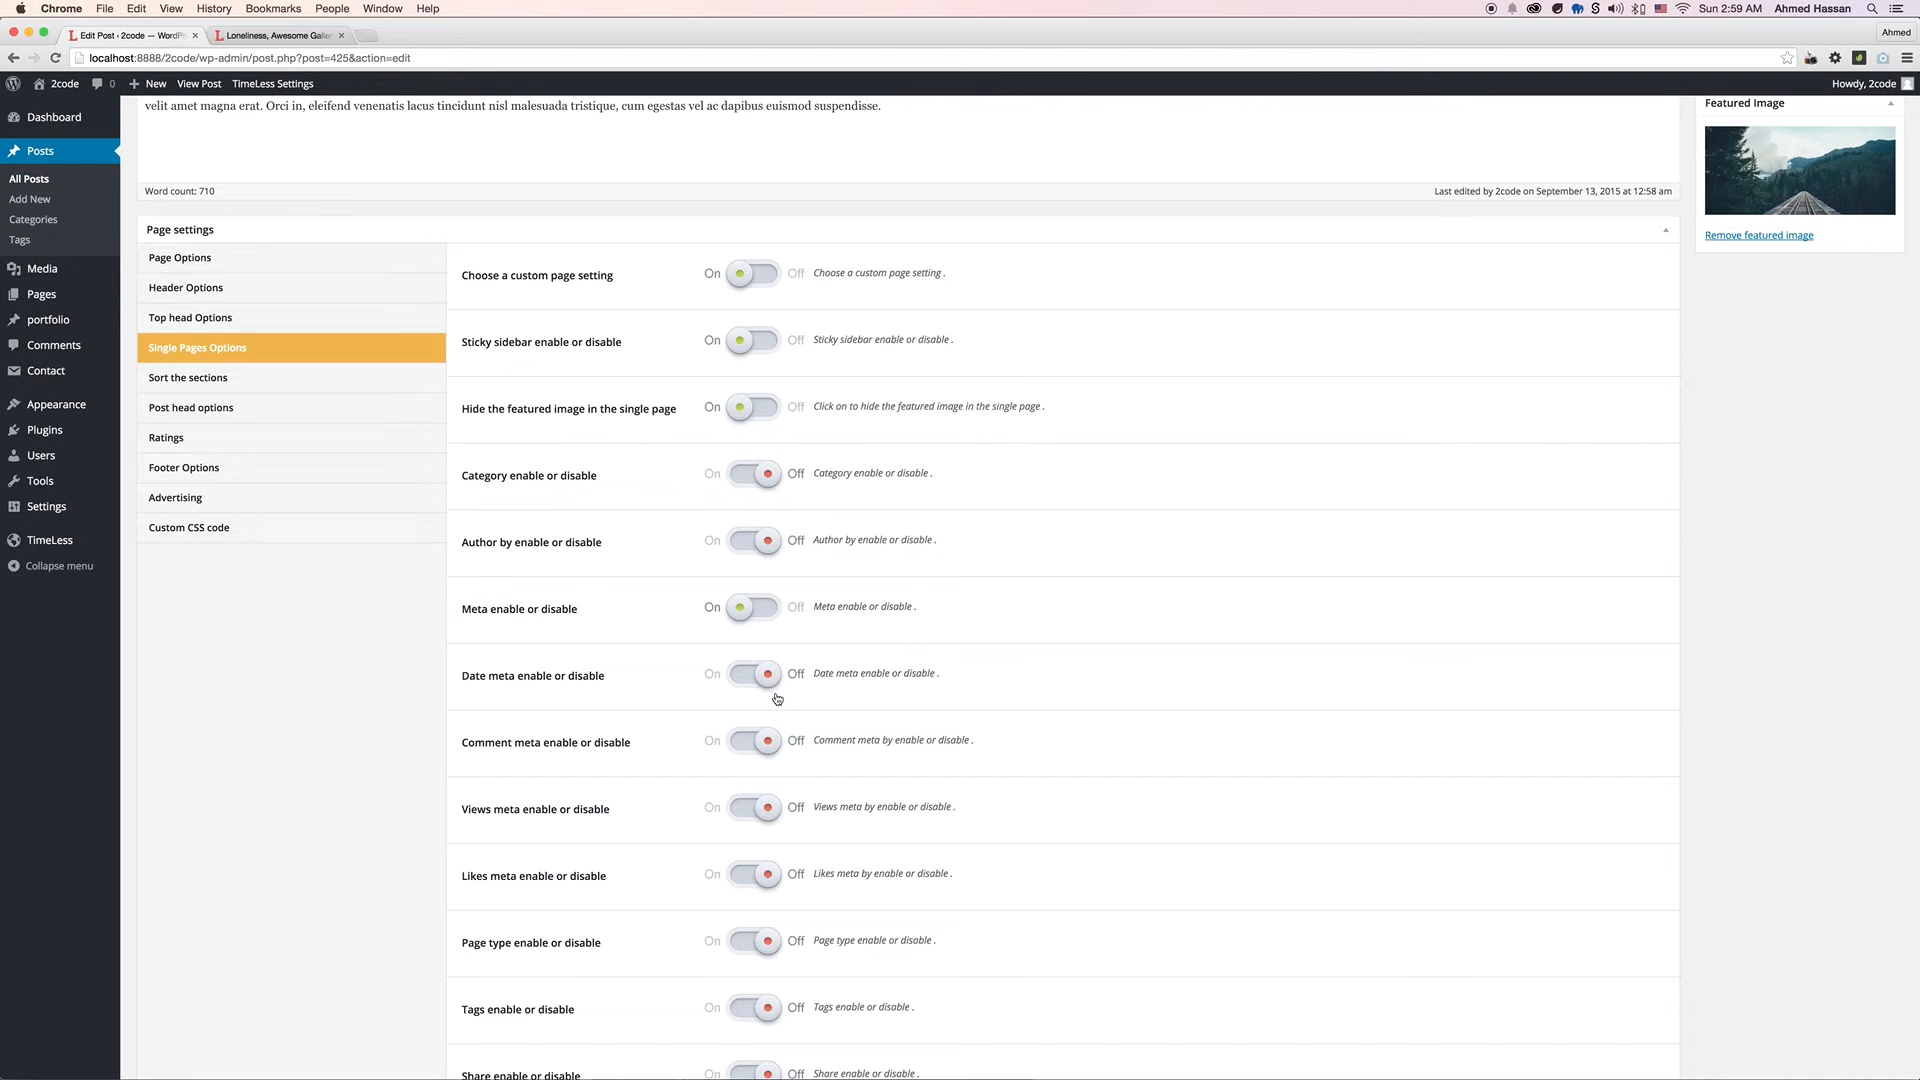 Chrome File Edit View History Bookmarks People Window Help Sun 2:59 AM Ahmed Hassan
Edit Post ‹ 2code — WordPr Loneliness, Awesome Galle Ahmed
localhost:8888/2code/wp-admin/post.php?post=425&action=edit
2code 0 New View Post TimeLess Settings Howdy, 2code
velit amet magna erat. Orci in, eleifend venenatis lacus tincidunt nisl malesuada tristique, cum egestas vel ac dapibus euismod suspendisse.
Word count: 710 Last edited by 2code on September 13, 2015 at 12:58 am
Dashboard
Posts
All Posts
Add New
Categories
Tags
Media
Pages
portfolio
Comments
Contact
Appearance
Plugins
Users
Tools
Settings
TimeLess
Collapse menu
Page settings
Page Options
Header Options
Top head Options
Single Pages Options
Sort the sections
Post head options
Ratings
Footer Options
Advertising
Custom CSS code
Choose a custom page setting On Off Choose a custom page setting .
Sticky sidebar enable or disable On Off Sticky sidebar enable or disable .
Hide the featured image in the single page On Off Click on to hide the featured image in the single page .
Category enable or disable On Off Category enable or disable .
Author by enable or disable On Off Author by enable or disable .
Meta enable or disable On Off Meta enable or disable .
Date meta enable or disable On Off Date meta enable or disable .
Comment meta enable or disable On Off Comment meta by enable or disable .
Views meta enable or disable On Off Views meta by enable or disable .
Likes meta enable or disable On Off Likes meta by enable or disable .
Page type enable or disable On Off Page type enable or disable .
Tags enable or disable On Off Tags enable or disable .
Share enable or disable On Off Share enable or disable .
Featured Image
Remove featured image